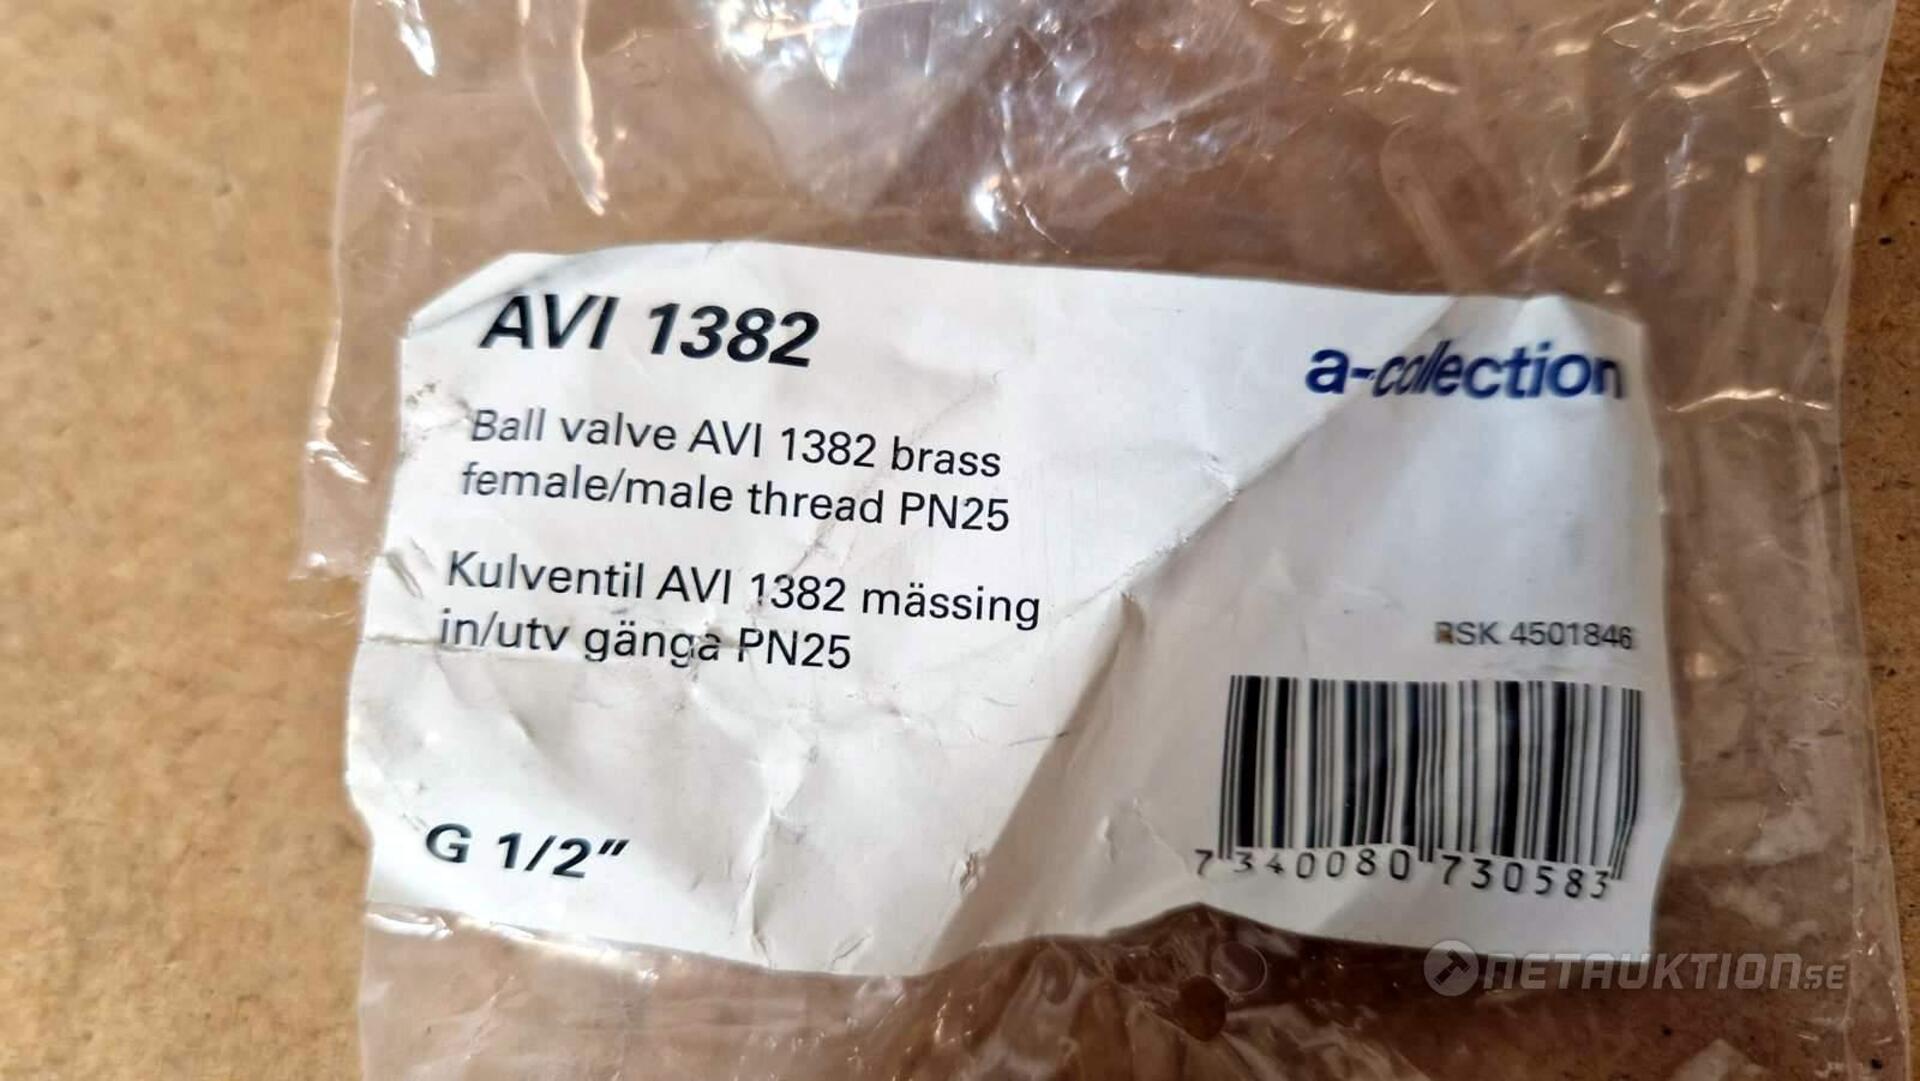 AVI 1382
a-collection
Ball valve AVI 1382 brass
female/male thread PN25
Kulventil AVI 1382 mässing
in/utv gänga PN25
RSK 4501846
G 1/2"
7 340080 730583
NETAUKTION.SE